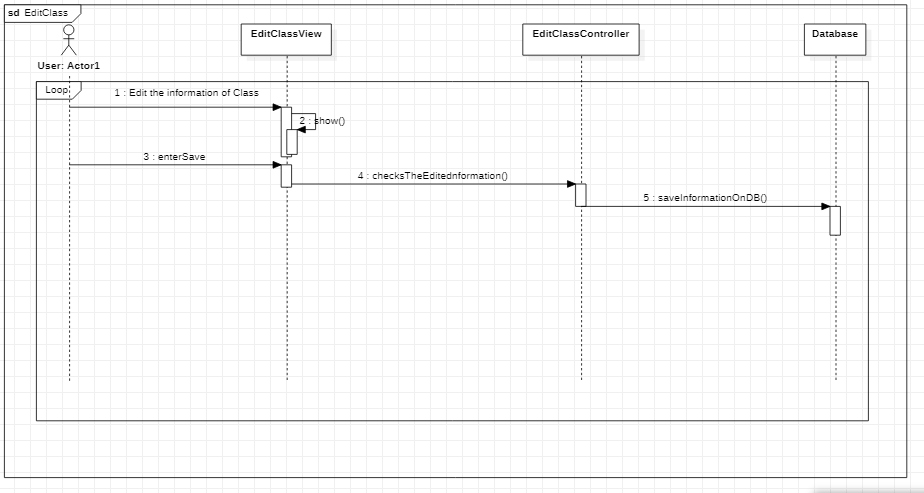 sd EditClass
EditClassView
EditClassController
Database
User: Actor1
Loop
1 : Edit the information of Class
2 : show()
3 : enterSave
4 : checksTheEditednformation()
5 : saveInformationOnDB()